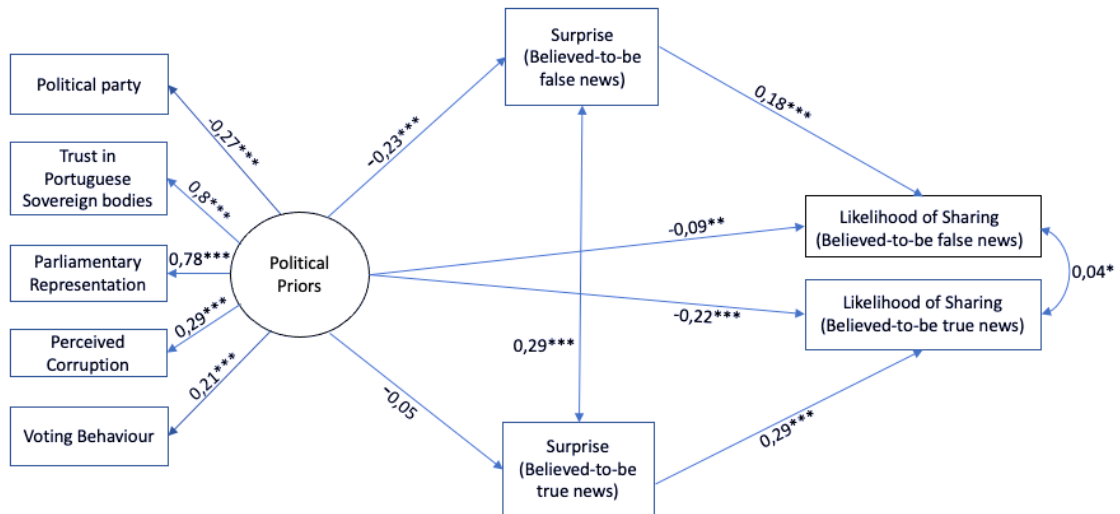 Political party
Trust in
Portuguese
Sovereign bodies
Parliamentary
Representation
Perceived
Corruption
Voting Behaviour
-0,27***
0,8***
0,78***
0,29***
0,21***
Political
Priors
-0,23***
-0,05
Surprise
(Believed-to-be
false news)
0,29***
Surprise
(Believed-to-be
true news)
0,18***
-0,09**
-0,22***
0,29***
Likelihood of Sharing
(Believed-to-be false news)
Likelihood of Sharing
(Believed-to-be true news)
0,04*